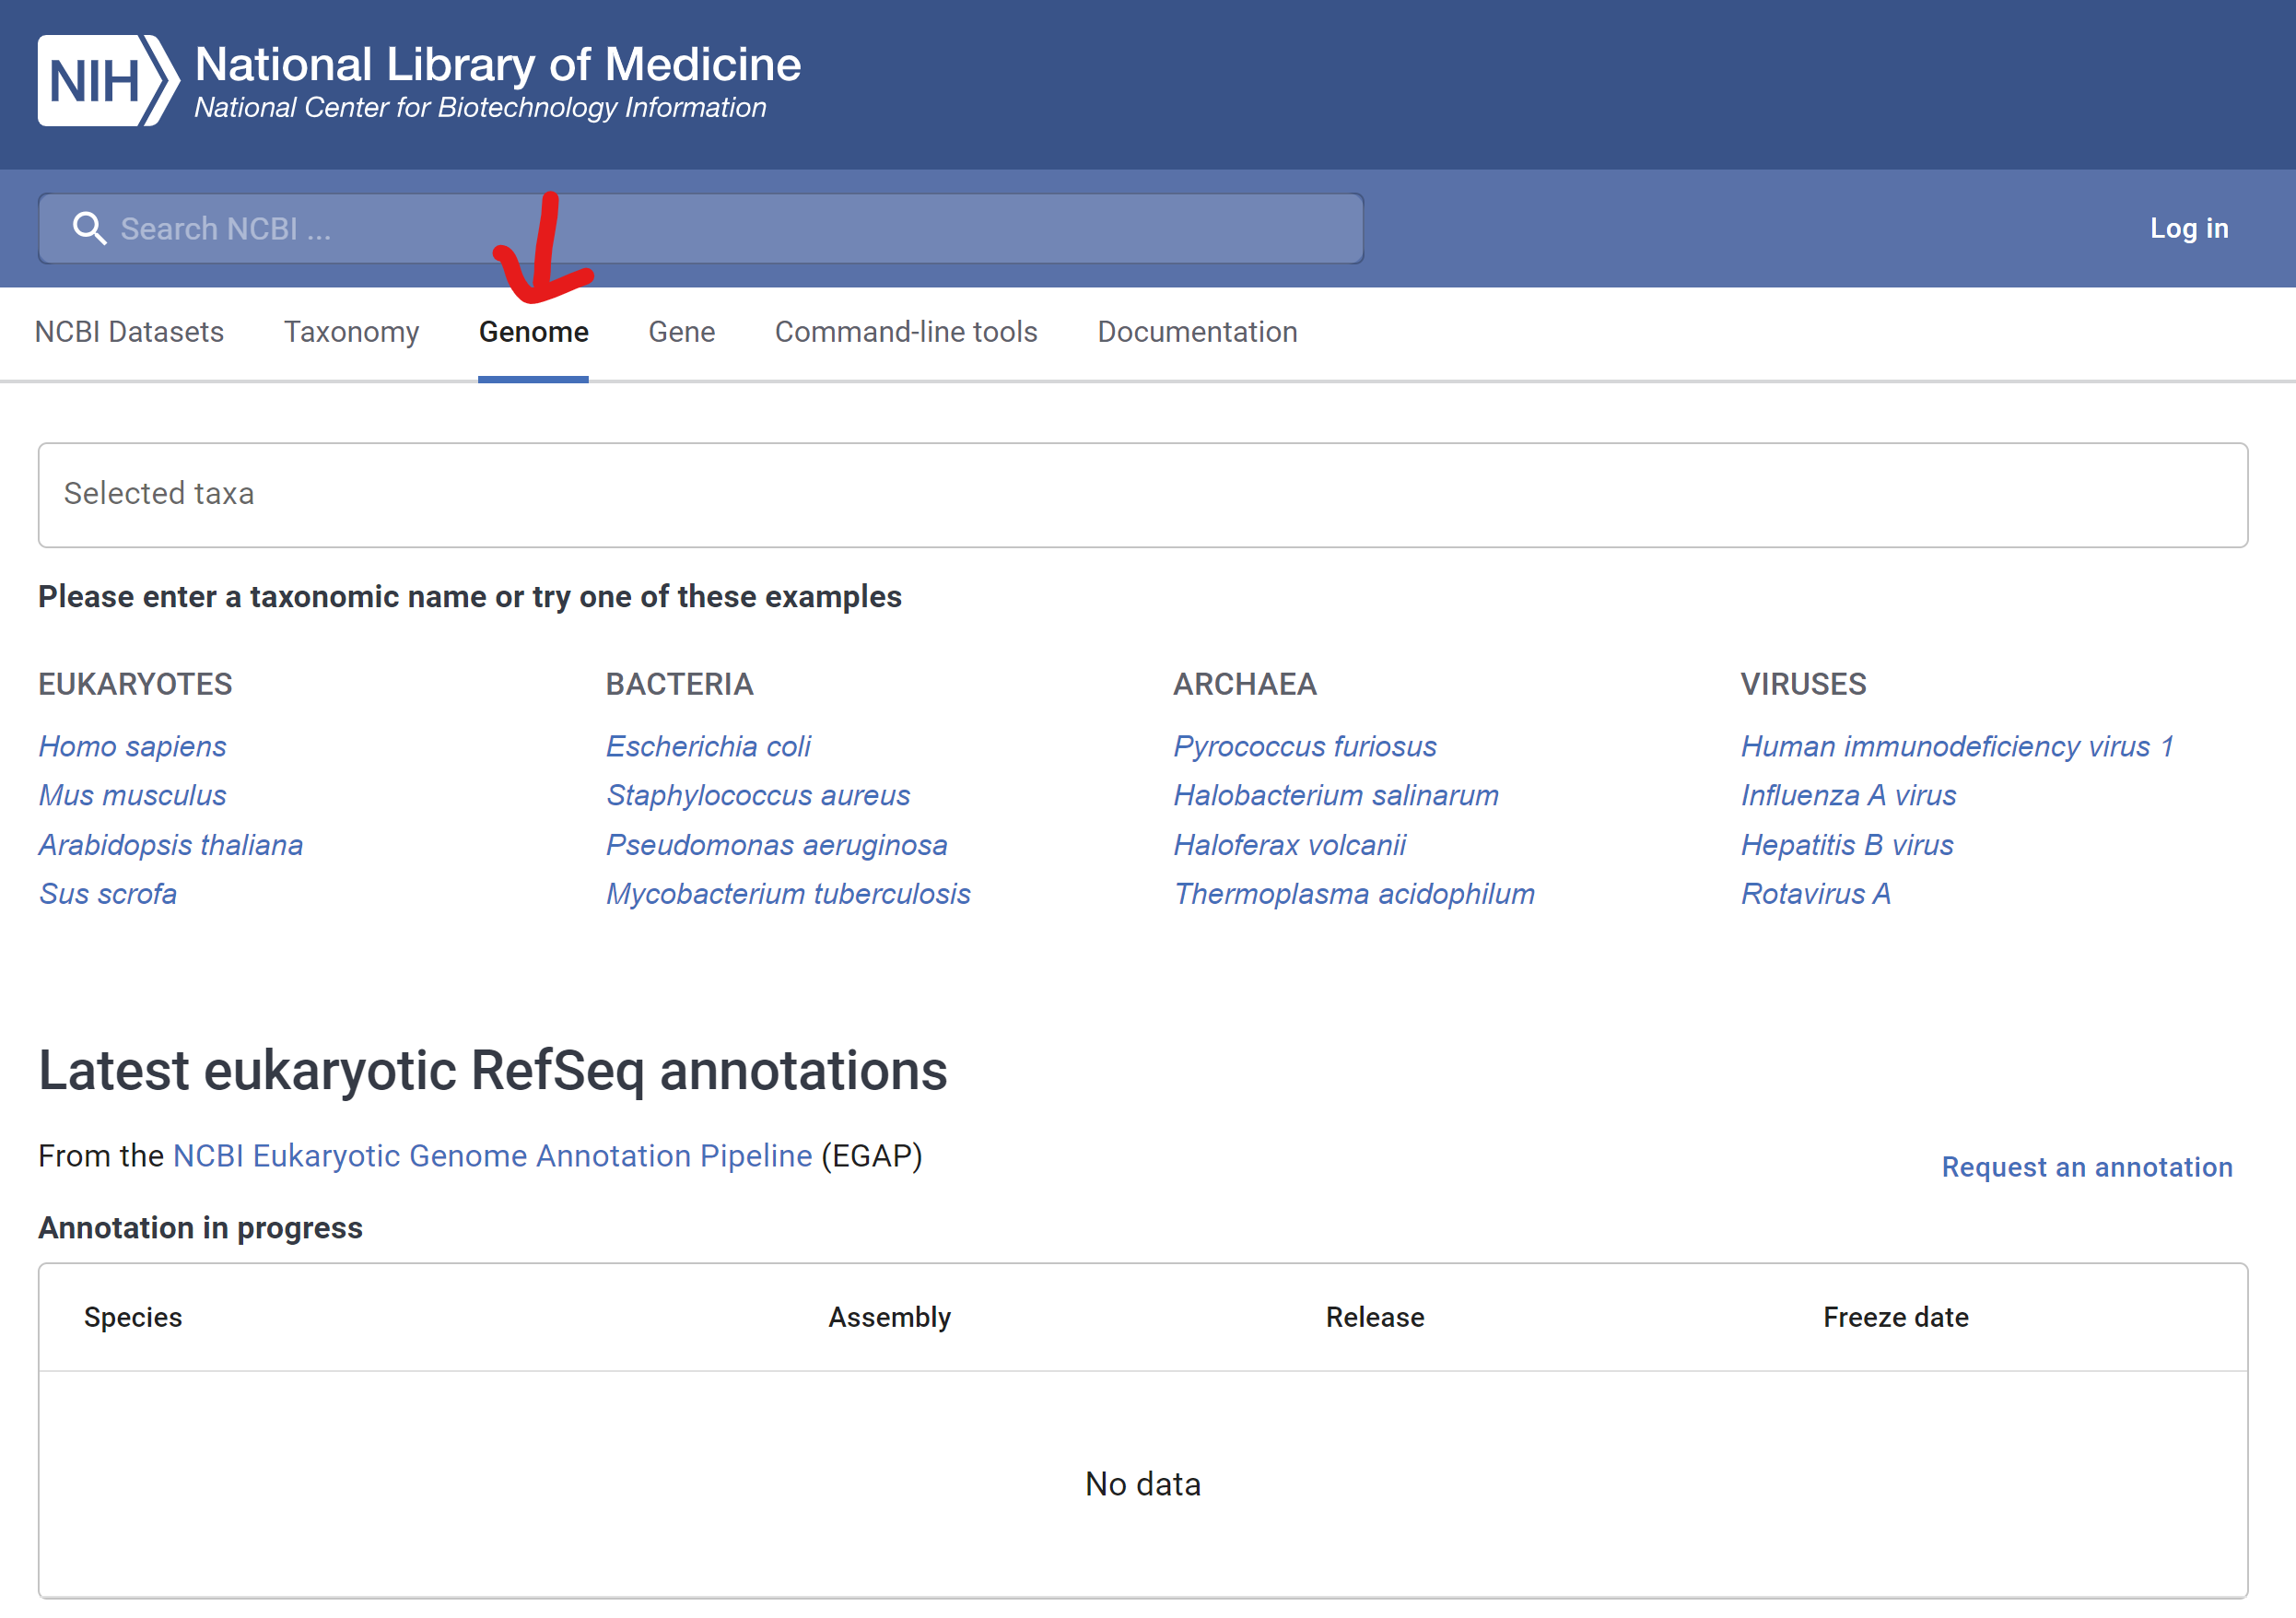 NIH National Library of Medicine
National Center for Biotechnology Information
Search NCBI ... Log in
NCBI Datasets Taxonomy Genome Gene Command-line tools Documentation
Selected taxa
Please enter a taxonomic name or try one of these examples
EUKARYOTES BACTERIA ARCHAEA VIRUSES
Homo sapiens Escherichia coli Pyrococcus furiosus Human immunodeficiency virus 1
Mus musculus Staphylococcus aureus Halobacterium salinarum Influenza A virus
Arabidopsis thaliana Pseudomonas aeruginosa Haloferax volcanii Hepatitis B virus
Sus scrofa Mycobacterium tuberculosis Thermoplasma acidophilum Rotavirus A
Latest eukaryotic RefSeq annotations
From the NCBI Eukaryotic Genome Annotation Pipeline (EGAP)
Request an annotation
Annotation in progress
Species Assembly Release Freeze date
No data